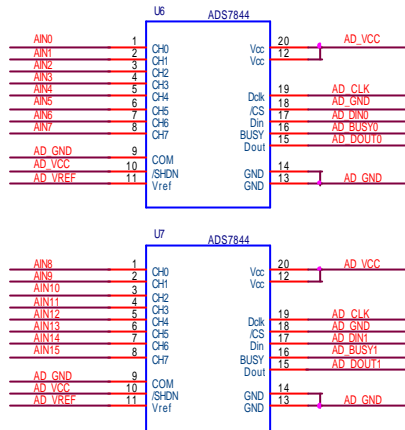 U6 ADS7844
AIN0 1 CH0 Vcc 20 AD_VCC
AIN1 2 CH1 Vcc 12
AIN2 3 CH2
AIN3 4 CH3
AIN4 5 CH4 Dclk 19 AD_CLK
AIN5 6 CH5 /CS 18 AD_GND
AIN6 7 CH6 Din 17 AD_DIN0
AIN7 8 CH7 BUSY 16 AD_BUSY0
Dout 15 AD_DOUT0
AD_GND 9 COM
AD_VCC 10 /SHDN GND 14
AD_VREF 11 Vref GND 13 AD_GND
U7 ADS7844
AIN8 1 CH0 Vcc 20 AD_VCC
AIN9 2 CH1 Vcc 12
AIN10 3 CH2
AIN11 4 CH3
AIN12 5 CH4 Dclk 19 AD_CLK
AIN13 6 CH5 /CS 18 AD_GND
AIN14 7 CH6 Din 17 AD_DIN1
AIN15 8 CH7 BUSY 16 AD_BUSY1
Dout 15 AD_DOUT1
AD_GND 9 COM
AD_VCC 10 /SHDN GND 14
AD_VREF 11 Vref GND 13 AD_GND